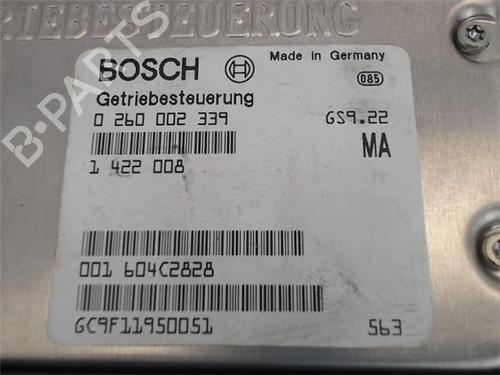 RIEBESTEUERUNG
BOSCH
Made in Germany
085
Getriebesteuerung
0 260 002 339
GS9.22
MA
1 422 008
001 604C2828
GC9F11950051
563
B-PARTS